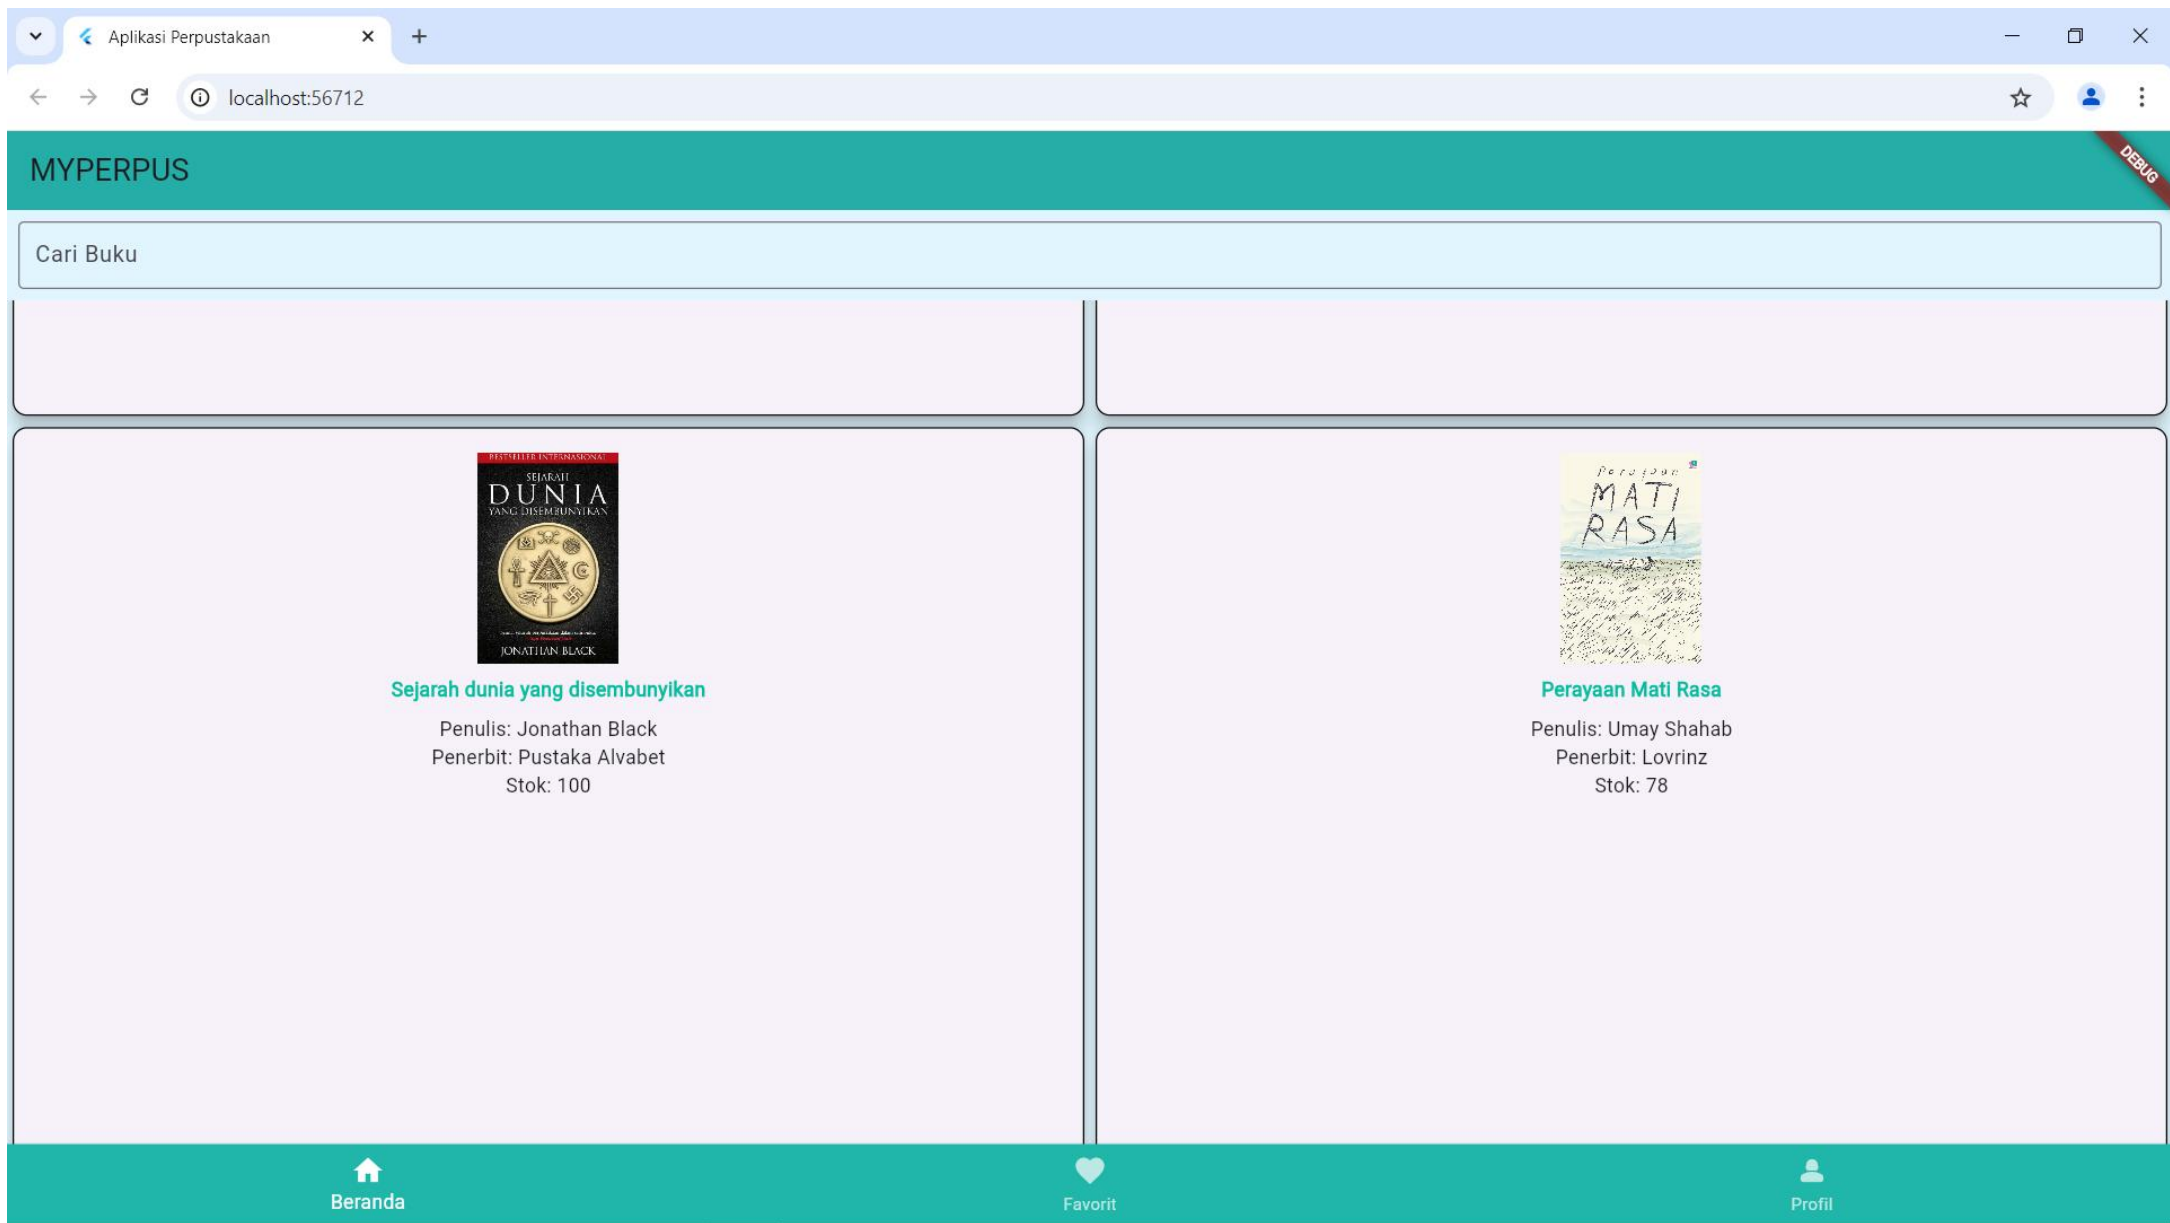 Aplikasi Perpustakaan
localhost:56712
MYPERPUS
DEBUG
Cari Buku
BESTSELLER INTERNASIONAL
SEJARAH
DUNIA
YANG DISEMBUNYIKAN
JONATHAN BLACK
Sejarah dunia yang disembunyikan
Penulis: Jonathan Black
Penerbit: Pustaka Alvabet
Stok: 100
Perayaan
MATI
RASA
Perayaan Mati Rasa
Penulis: Umay Shahab
Penerbit: Lovrinz
Stok: 78
Beranda
Favorit
Profil